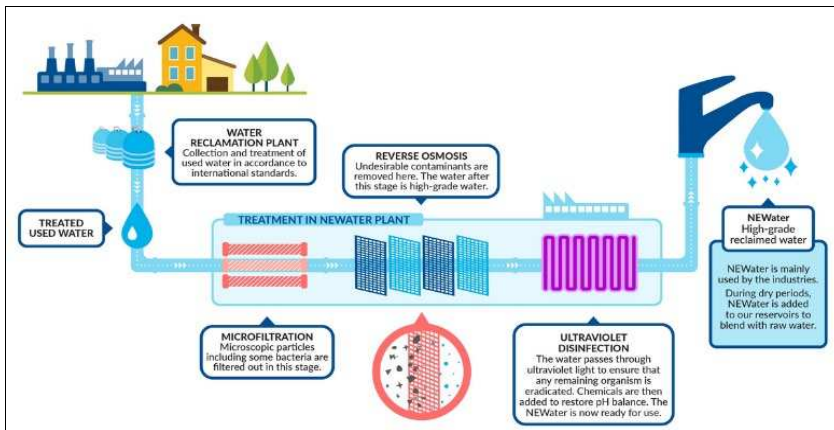 WATER
RECLAMATION PLANT
Collection and treatment of
used water in accordance to
international standards.
TREATED
USED WATER
REVERSE OSMOSIS
Undesirable contaminants are
removed here. The water after
this stage is high-grade water.
TREATMENT IN NEWATER PLANT
MICROFILTRATION
Microscopic particles
including some bacteria are
filtered out in this stage.
ULTRAVIOLET
DISINFECTION
The water passes through
ultraviolet light to ensure that
any remaining organism is
eradicated. Chemicals are then
added to restore pH balance. The
NEWater is now ready for use.
NEWater
High-grade
reclaimed water
NEWater is mainly
used by the industries.
During dry periods,
NEWater is added
to our reservoirs to
blend with raw water.